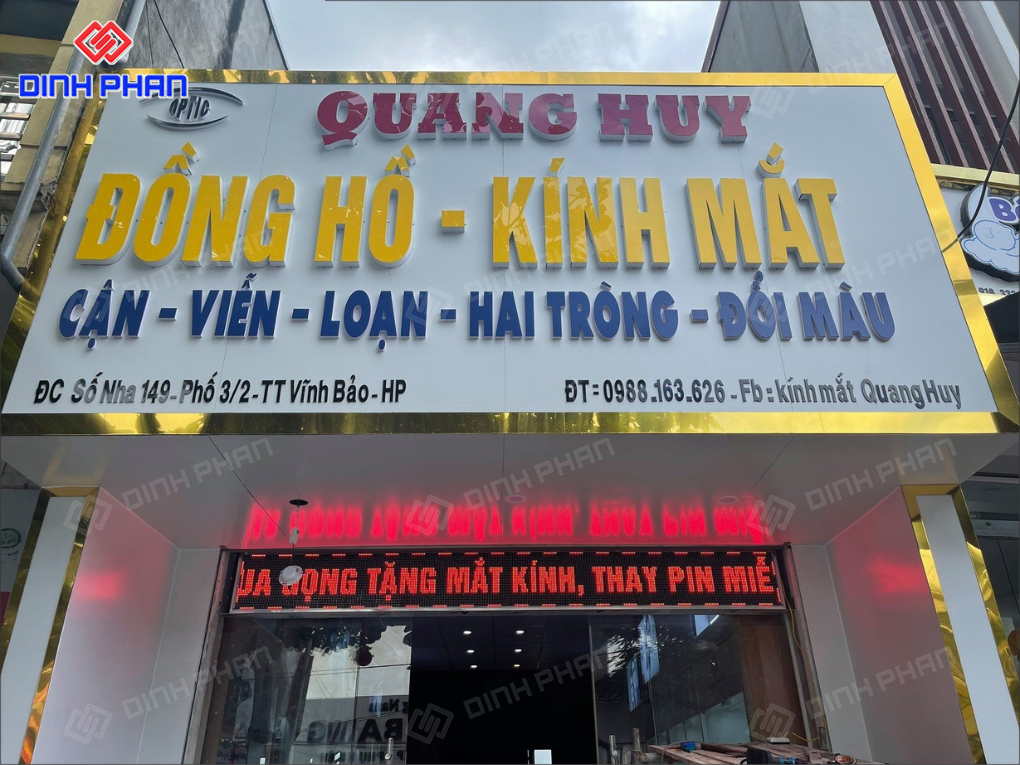 DINH PHAN
OPTIC
QUANG HUY
ĐỒNG HỒ - KÍNH MẮT
CẬN - VIỄN - LOẠN - HAI TRÒNG - ĐỔI MÀU
ĐC Số Nha 149 - Phố 3/2 - TT Vĩnh Bảo - HP
ĐT = 0988.163.626 - Fb : kính mắt Quang Huy
UA GỌNG TẶNG MẮT KÍNH, THAY PIN MIỄ